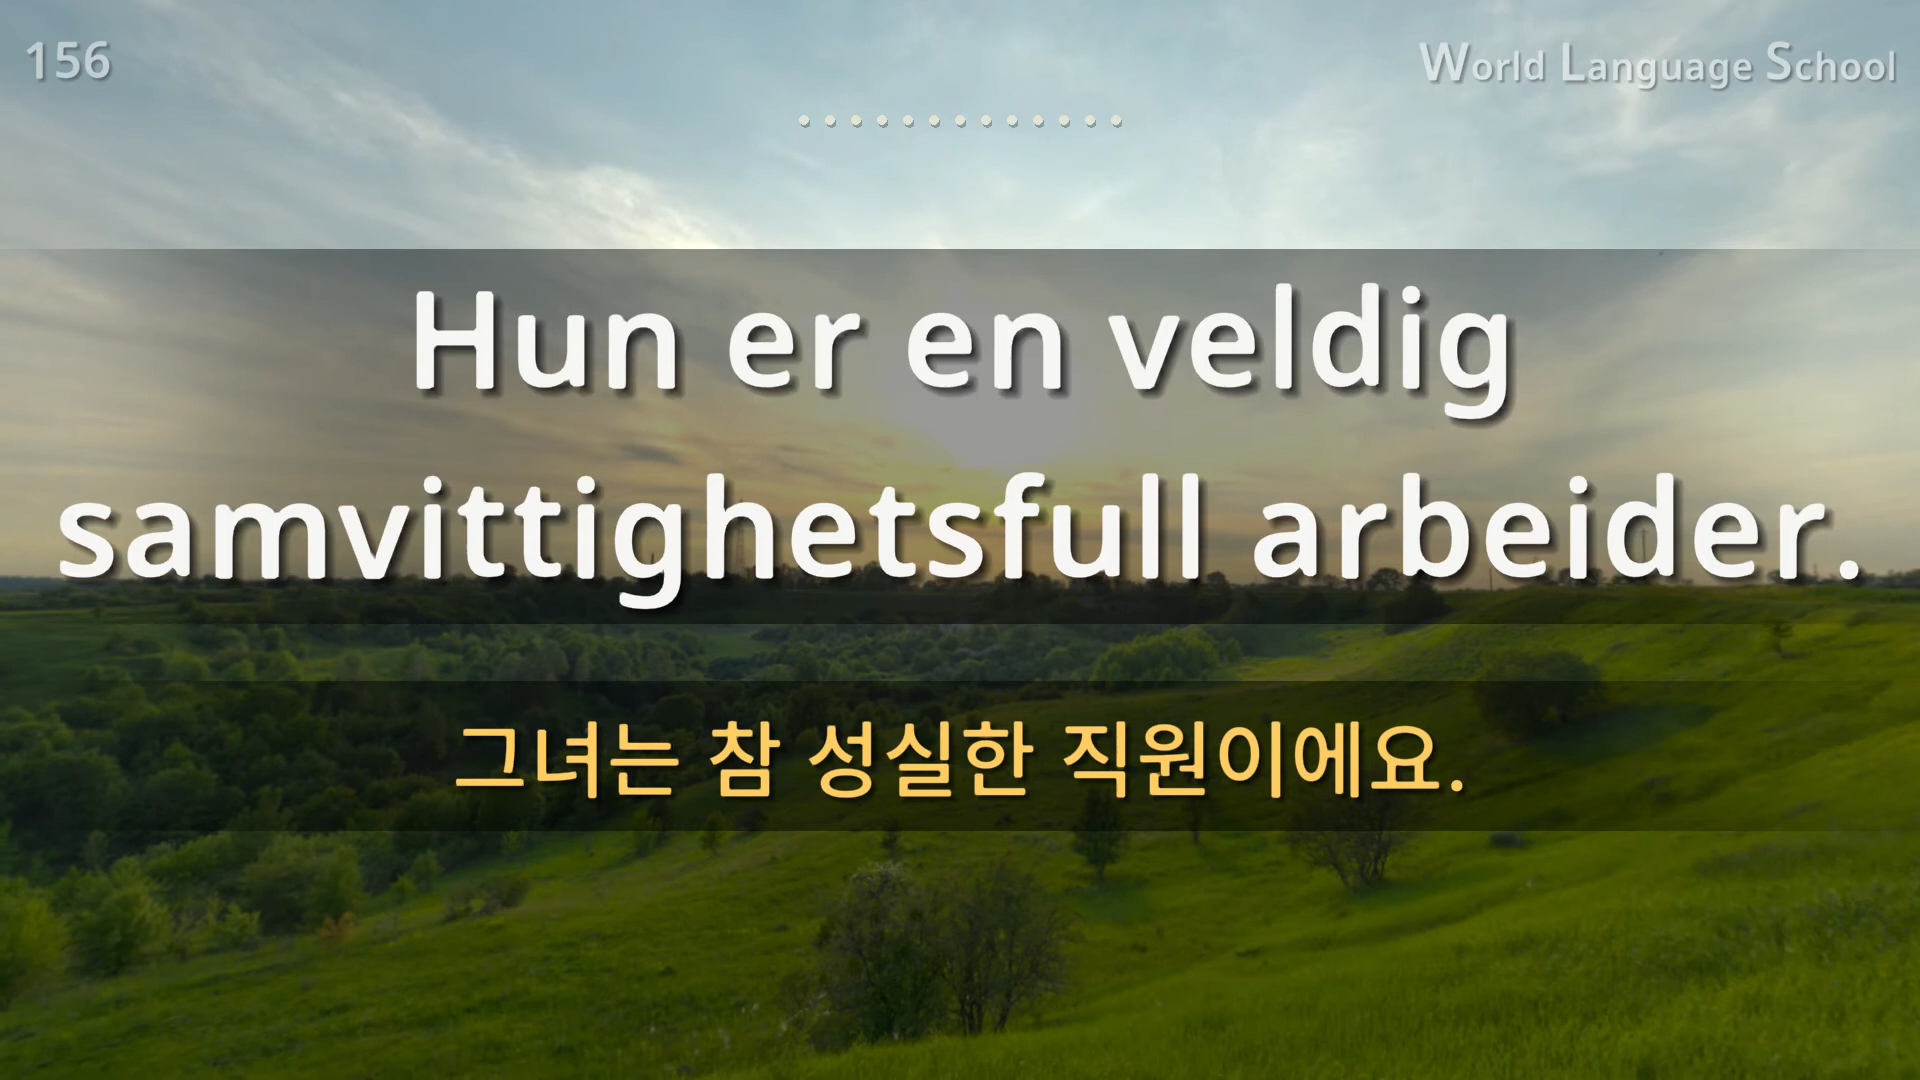 156
World Language School
Hun er en veldig
samvittighetsfull arbeider.
그녀는 참 성실한 직원이에요.